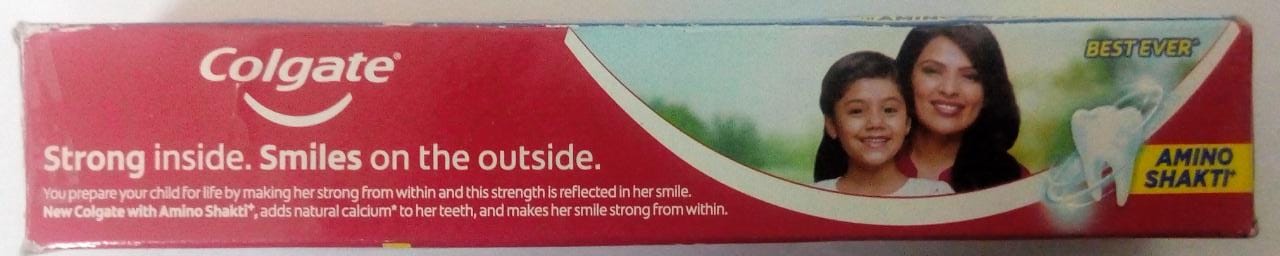 Colgate®
Strong inside. Smiles on the outside.
You prepare your child for life by making her strong from within and this strength is reflected in her smile.
New Colgate with Amino Shakti⁺, adds natural calcium* to her teeth, and makes her smile strong from within.
BEST EVER^
AMINO
SHAKTI⁺